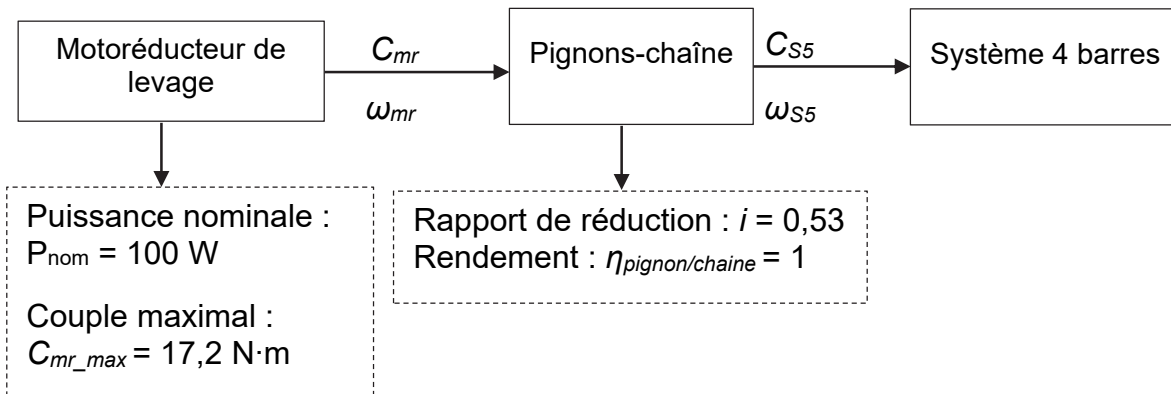 Motoréducteur de
levage
C_mr
ω_mr
Pignons-chaîne
C_S5
ω_S5
Système 4 barres
Puissance nominale :
P_nom = 100 W
Couple maximal :
C_mr_max = 17,2 N·m
Rapport de réduction : i = 0,53
Rendement : η_pignon/chaine = 1